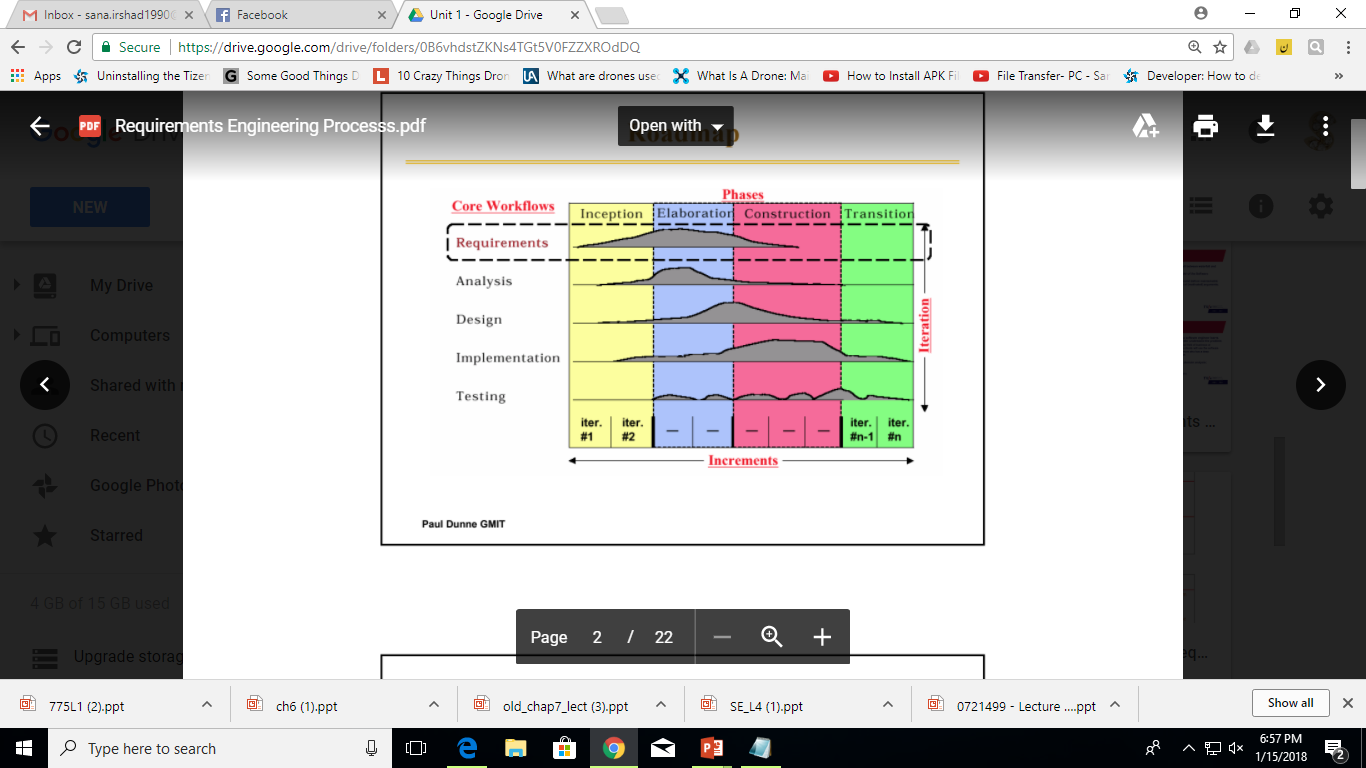 Inbox - sana.irshad1990@
Facebook
Unit 1 - Google Drive
Secure https://drive.google.com/drive/folders/0B6vhdstZKNs4TGt5V0FZZXROdDQ
Apps
Uninstalling the Tizen
Some Good Things D
10 Crazy Things Dron
What are drones used
What Is A Drone: Ma
How to Install APK Fi
File Transfer- PC - Sa
Developer: How to de
»
PDF Requirements Engineering Processs.pdf
Open with
Roadmap
NEW
My Drive
Computers
Shared with
Recent
Google Phot
Starred
4 GB of 15 GB used
Upgrade storag
Phases
Core Workflows
Inception Elaboration Construction Transition
Requirements
Analysis
Design
Implementation
Testing
Iteration
iter. #1
iter. #2
iter. #n-1
iter. #n
Increments
Paul Dunne GMIT
Page 2 / 22
775L1 (2).ppt
ch6 (1).ppt
old_chap7_lect (3).ppt
SE_L4 (1).ppt
0721499 - Lecture ....ppt
Show all
Type here to search
6:57 PM
1/15/2018
2